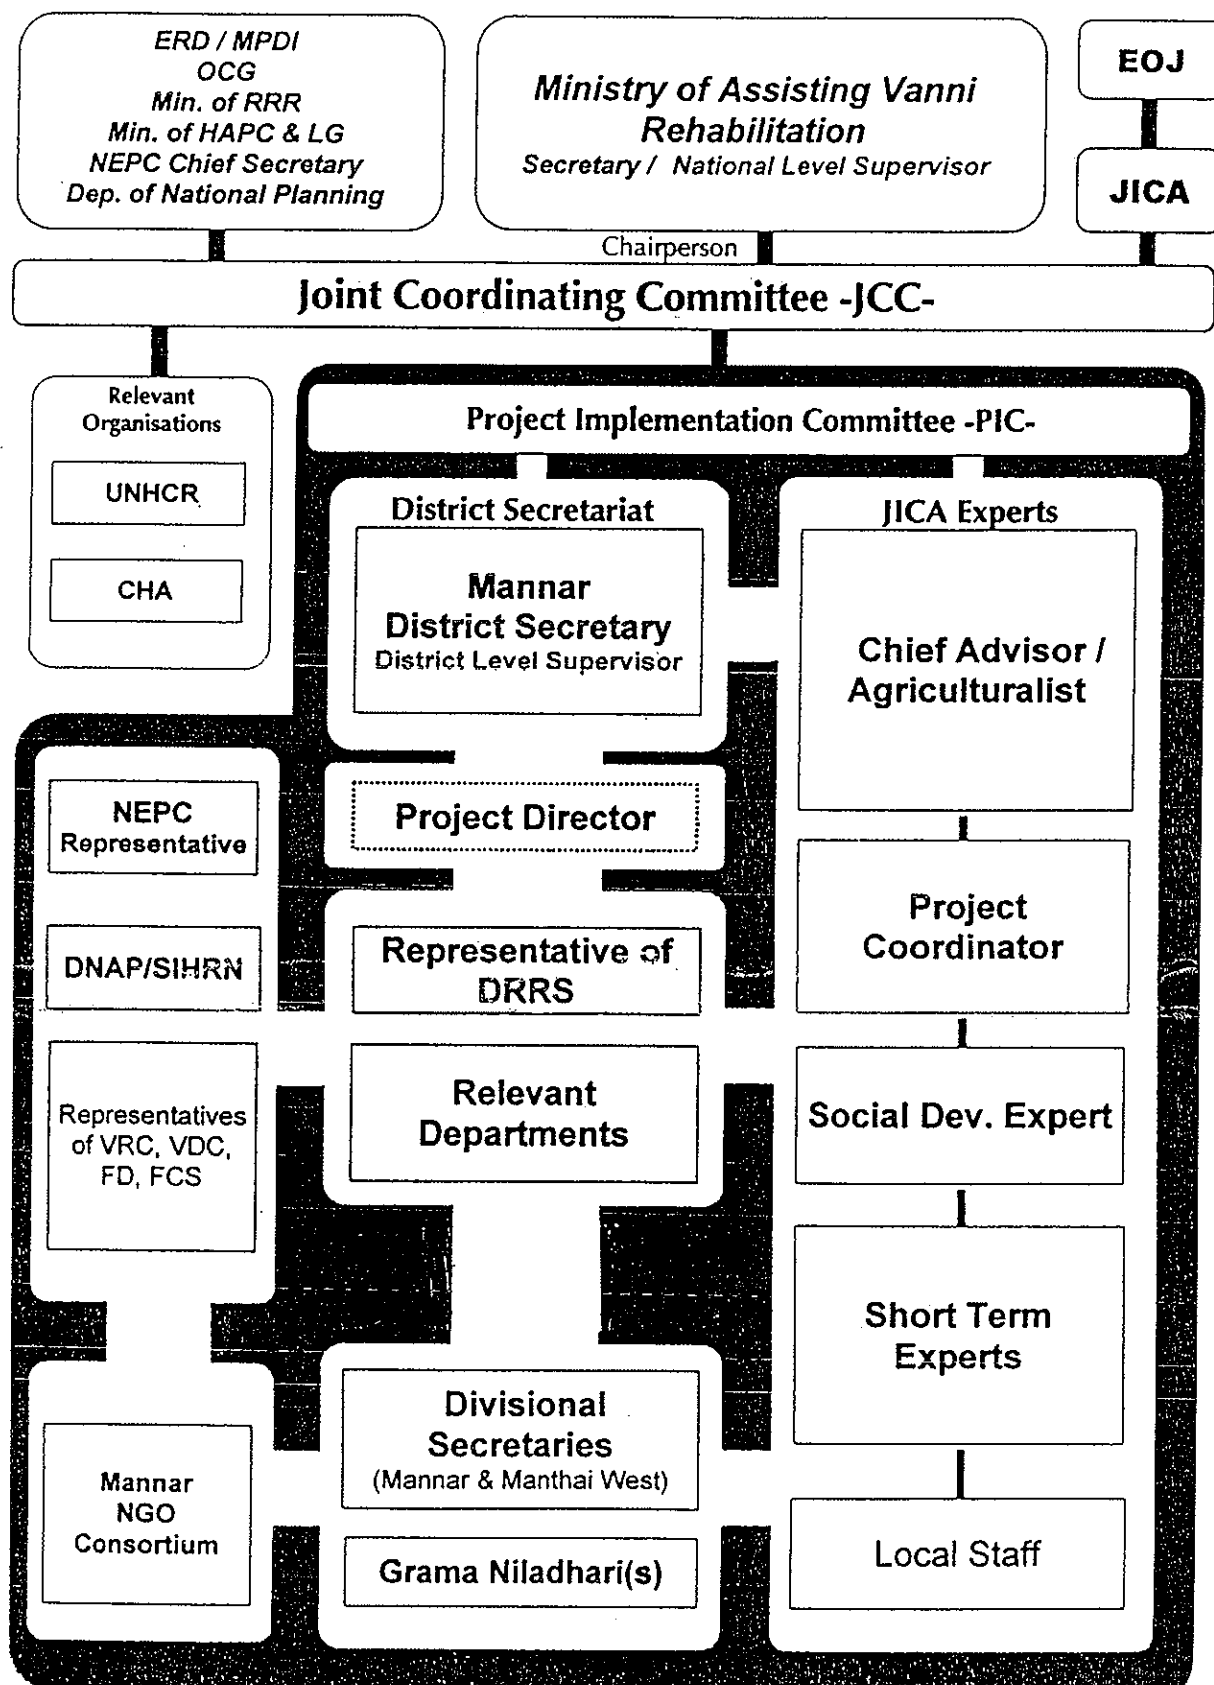 ERD / MPDI
OCG
Min. of RRR
Min. of HAPC & LG
NEPC Chief Secretary
Dep. of National Planning
Ministry of Assisting Vanni
Rehabilitation
Secretary / National Level Supervisor
EOJ
JICA
Chairperson
Joint Coordinating Committee -JCC-
Relevant
Organisations
UNHCR
CHA
Project Implementation Committee -PIC-
District Secretariat
Mannar
District Secretary
District Level Supervisor
JICA Experts
Chief Advisor /
Agriculturalist
NEPC
Representative
Project Director
Project
Coordinator
DNAP/SIHRN
Representative of
DRRS
Representatives
of VRC, VDC,
FD, FCS
Relevant
Departments
Social Dev. Expert
Short Term
Experts
Mannar
NGO
Consortium
Divisional
Secretaries
(Mannar & Manthai West)
Grama Niladhari(s)
Local Staff